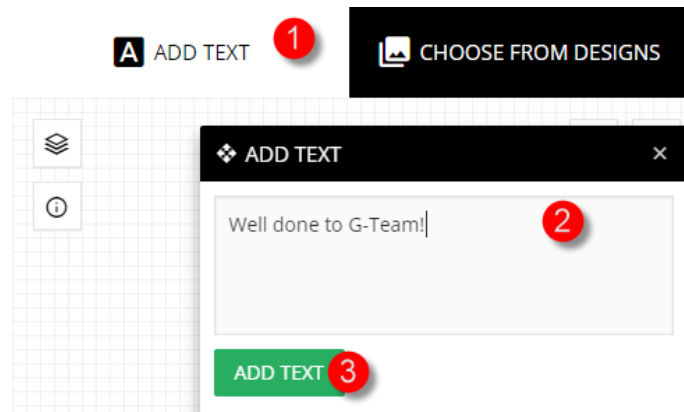 A ADD TEXT 1 CHOOSE FROM DESIGNS
ADD TEXT ×
Well done to G-Team! 2
ADD TEXT 3